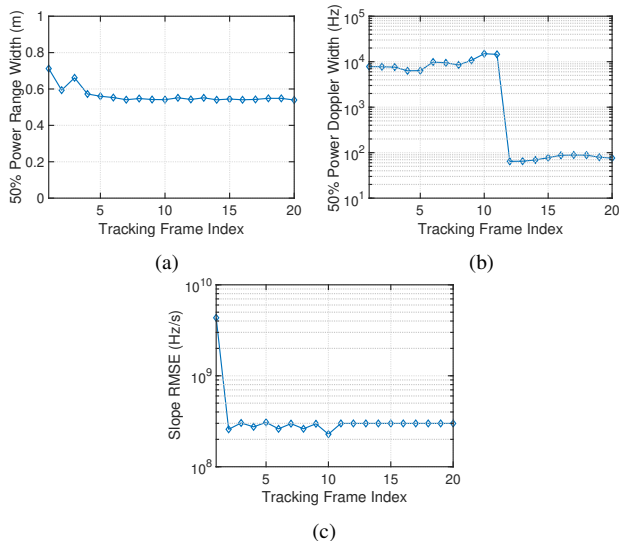 50% Power Range Width (m)
1
0.8
0.6
0.4
0.2
0
5 10 15 20
Tracking Frame Index
(a)
50% Power Doppler Width (Hz)
10^5
10^4
10^3
10^2
10^1
5 10 15 20
Tracking Frame Index
(b)
Slope RMSE (Hz/s)
10^10
10^9
10^8
5 10 15 20
Tracking Frame Index
(c)